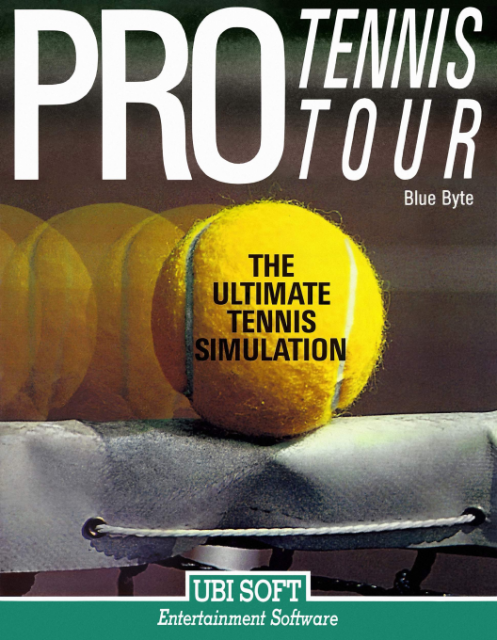 PRO
TENNIS
TOUR
Blue Byte
THE
ULTIMATE
TENNIS
SIMULATION
UBI SOFT
Entertainment Software